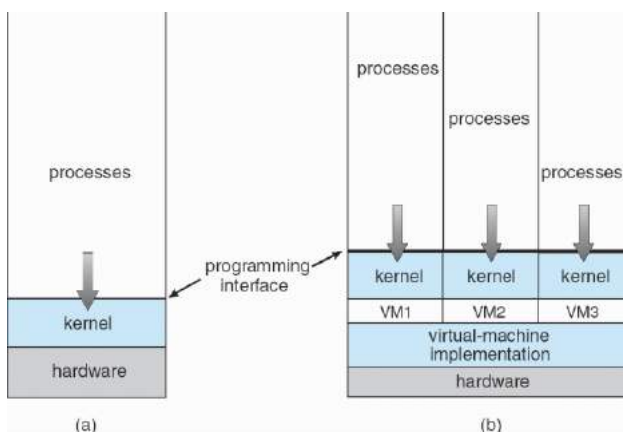 processes
kernel
hardware
(a)
programming
interface
processes
processes
processes
kernel
kernel
kernel
VM1
VM2
VM3
virtual-machine
implementation
hardware
(b)